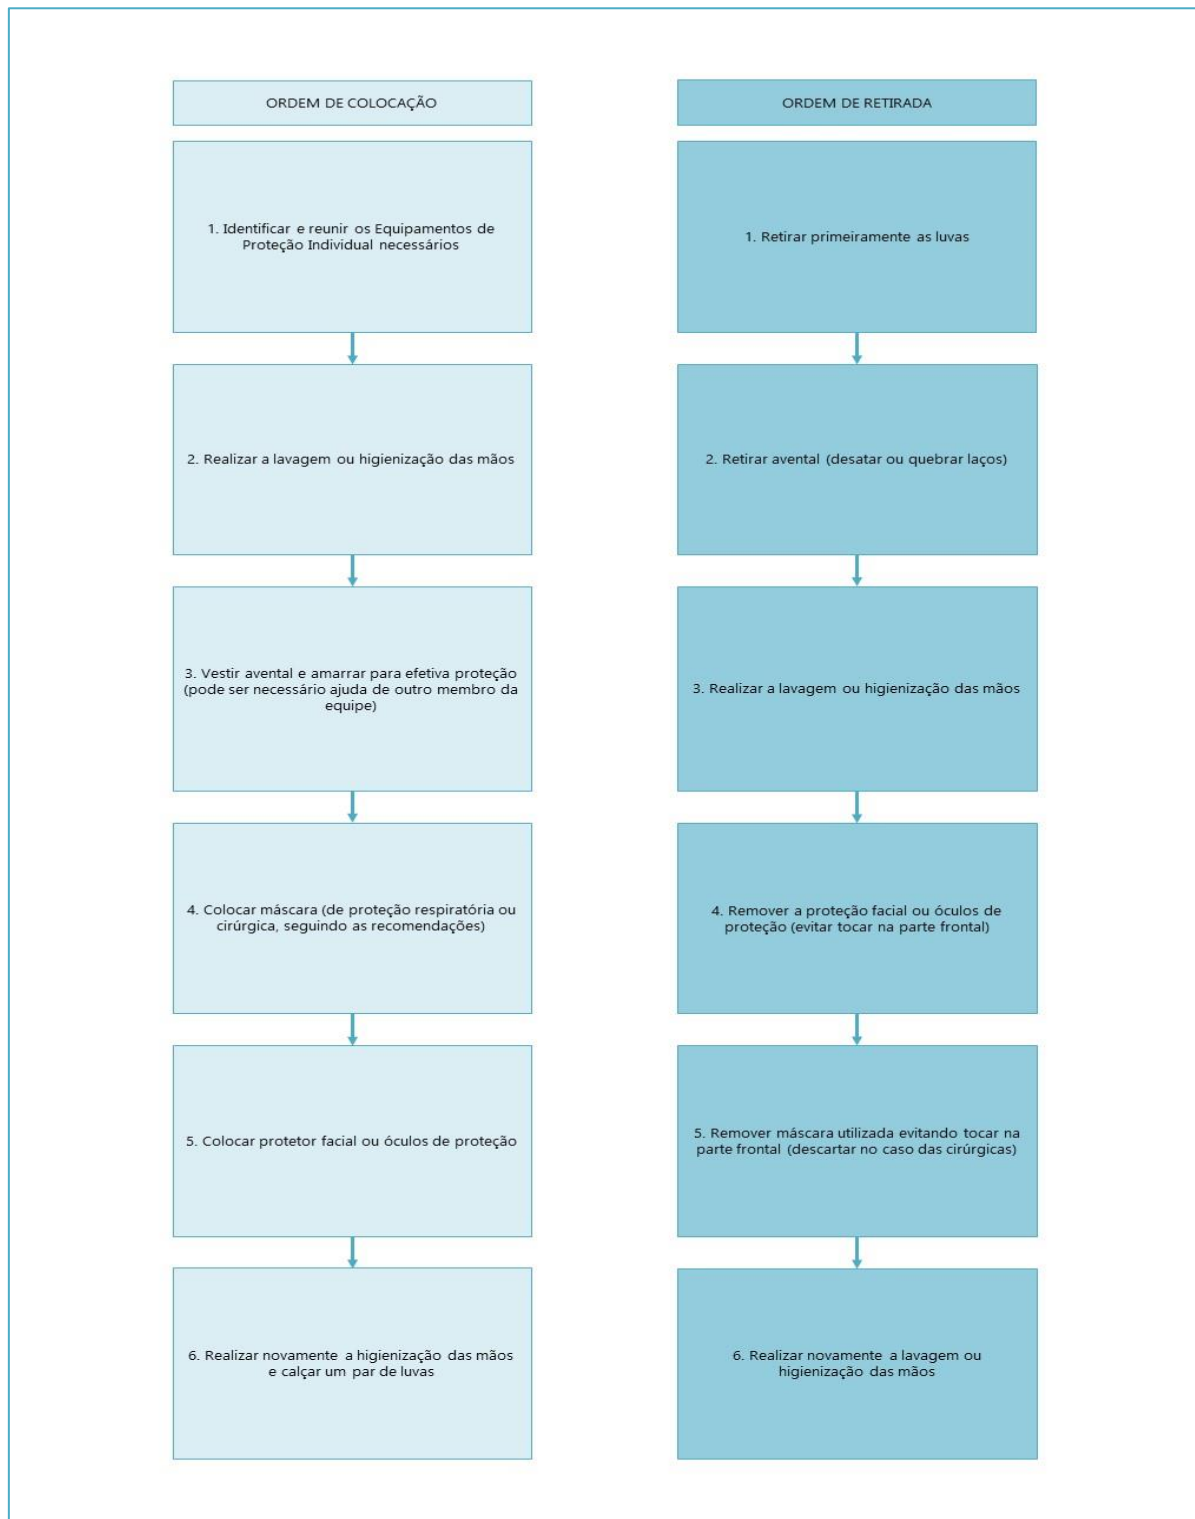 ORDEM DE COLOCAÇÃO
1. Identificar e reunir os Equipamentos de
Proteção Individual necessários
2. Realizar a lavagem ou higienização das mãos
3. Vestir avental e amarrar para efetiva proteção
(pode ser necessário ajuda de outro membro da
equipe)
4. Colocar máscara (de proteção respiratória ou
cirúrgica, seguindo as recomendações)
5. Colocar protetor facial ou óculos de proteção
6. Realizar novamente a higienização das mãos
e calçar um par de luvas
ORDEM DE RETIRADA
1. Retirar primeiramente as luvas
2. Retirar avental (desatar ou quebrar laços)
3. Realizar a lavagem ou higienização das mãos
4. Remover a proteção facial ou óculos de
proteção (evitar tocar na parte frontal)
5. Remover máscara utilizada evitando tocar na
parte frontal (descartar no caso das cirúrgicas)
6. Realizar novamente a lavagem ou
higienização das mãos